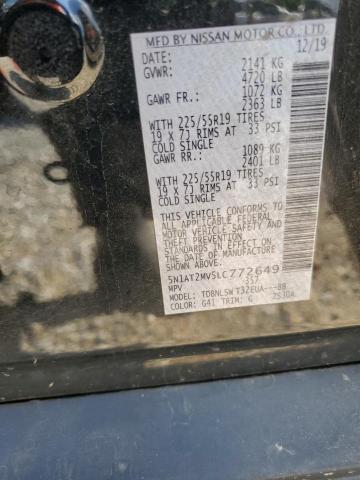 MFD BY NISSAN MOTOR CO., LTD.
DATE: 12/19
GVWR: 2141 KG
4720 LB
GAWR FR.: 1072 KG
2363 LB
WITH 225/55R19 TIRES
19 X 7J RIMS AT 33 PSI
COLD SINGLE
GAWR RR.: 1089 KG
2401 LB
WITH 225/55R19 TIRES
19 X 7J RIMS AT 33 PSI
COLD SINGLE
THIS VEHICLE CONFORMS TO
ALL APPLICABLE FEDERAL
MOTOR VEHICLE SAFETY
STANDARDS IN EFFECT ON
THE DATE OF MANUFACTURE
SHOWN ABOVE.
5N1AT2MV5LC772649
MPV
MODEL: TDBNLSW T32EUA---BB
COLOR: G41 TRIM: G